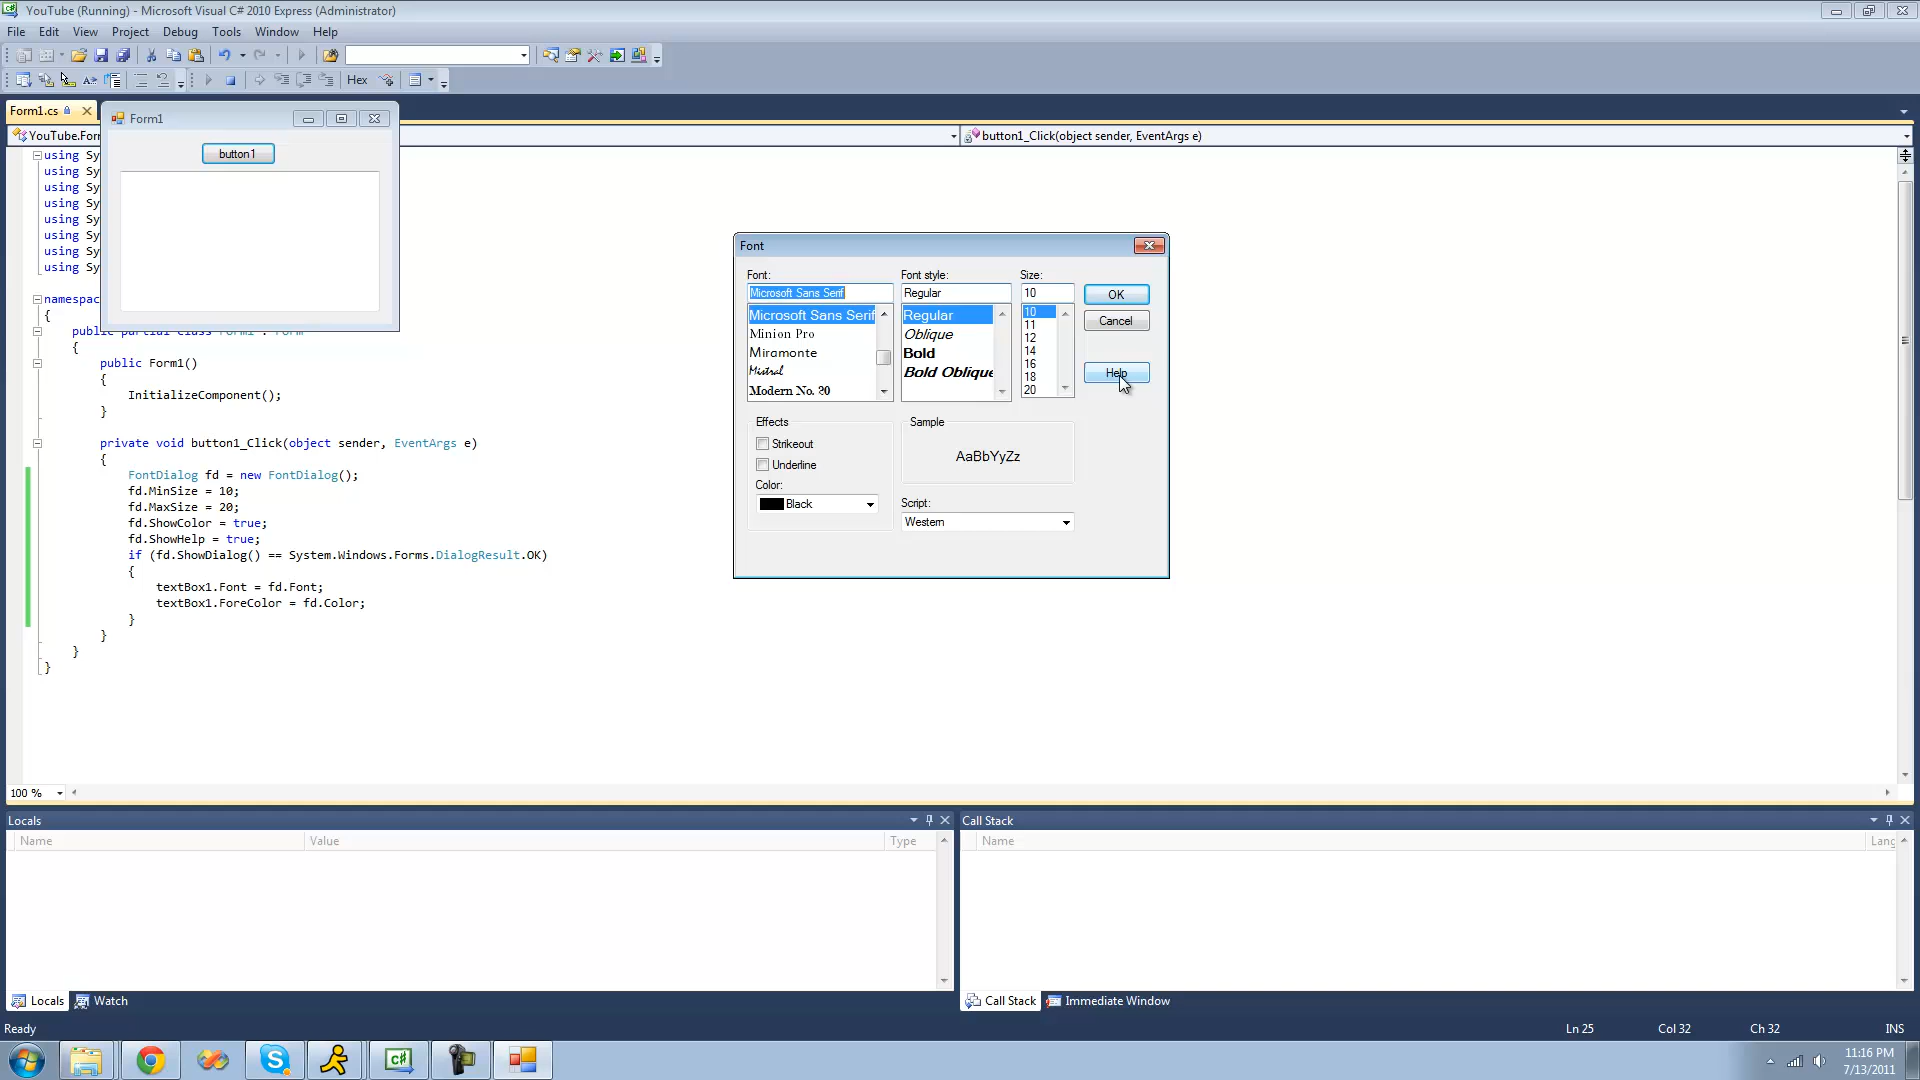 YouTube (Running) - Microsoft Visual C# 2010 Express (Administrator)
File Edit View Project Debug Tools Window Help
Hex
Form1.cs
Form1
YouTube.For
button1_Click(object sender, EventArgs e)
button1
using Sy
using Sy
using Sy
using Sy
using Sy
using Sy
using Sy
using Sy
namespac
{
public partial class Form1 : Form
{
public Form1()
{
InitializeComponent();
}
private void button1_Click(object sender, EventArgs e)
{
FontDialog fd = new FontDialog();
fd.MinSize = 10;
fd.MaxSize = 20;
fd.ShowColor = true;
fd.ShowHelp = true;
if (fd.ShowDialog() == System.Windows.Forms.DialogResult.OK)
{
textBox1.Font = fd.Font;
textBox1.ForeColor = fd.Color;
}
}
}
}
Font
Font: Font style: Size:
Microsoft Sans Serif Regular 10 OK
Microsoft Sans Serif Regular 10
Minion Pro Oblique 11
Miramonte Bold 12
Mistral Bold Oblique 14
Modern No. 20 16
18
20
Cancel
Help
Effects
Strikeout
Underline
Color:
Black
Sample
AaBbYyZz
Script:
Western
100 %
Locals
Name Value Type
Call Stack
Name Lang
Locals Watch
Call Stack Immediate Window
Ready Ln 25 Col 32 Ch 32 INS
C#
11:16 PM
7/13/2011